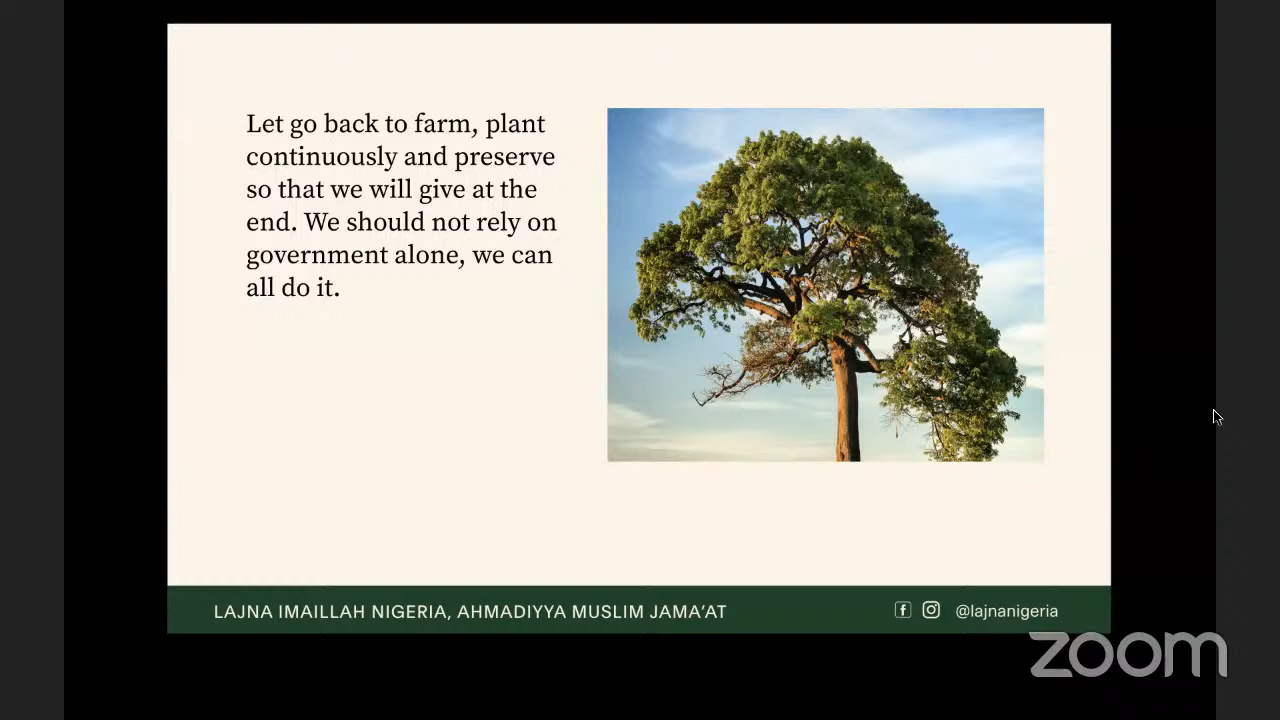 Let go back to farm, plant
continuously and preserve
so that we will give at the
end. We should not rely on
government alone, we can
all do it.
LAJNA IMAILLAH NIGERIA, AHMADIYYA MUSLIM JAMA'AT
@lajnanigeria
zoom